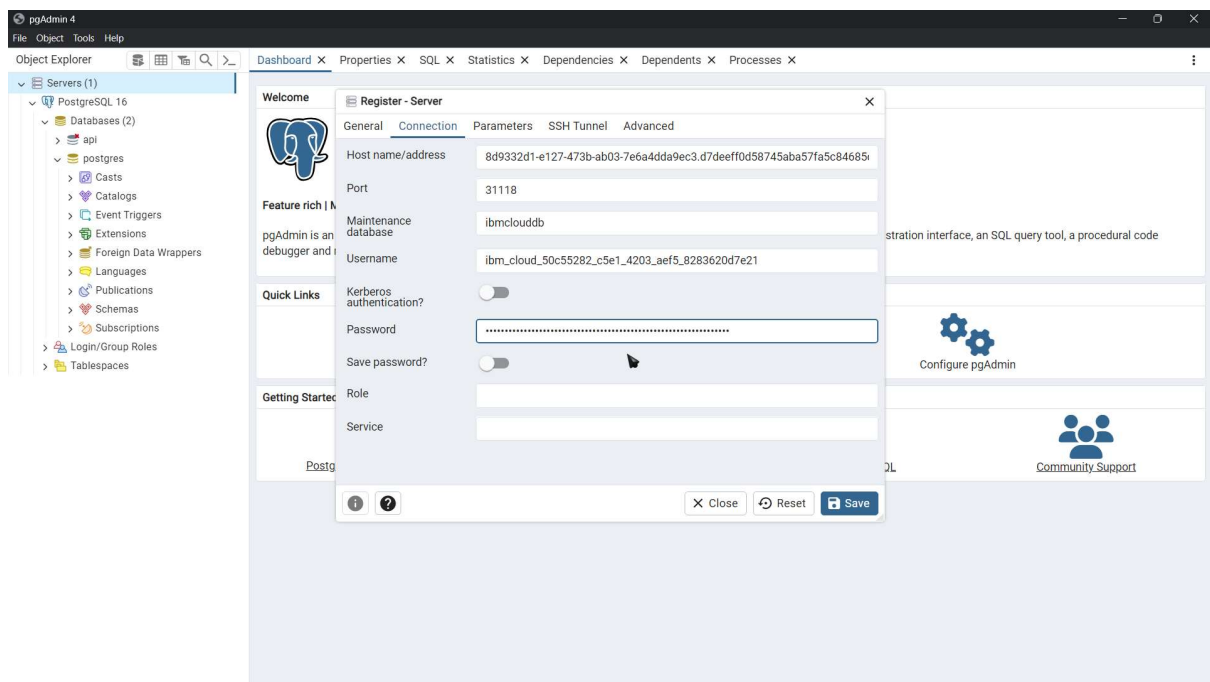 pgAdmin 4
File Object Tools Help
Object Explorer
Dashboard Properties SQL Statistics Dependencies Dependents Processes
Servers (1)
PostgreSQL 16
Databases (2)
api
postgres
Casts
Catalogs
Event Triggers
Extensions
Foreign Data Wrappers
Languages
Publications
Schemas
Subscriptions
Login/Group Roles
Tablespaces
Welcome
Feature rich |
pgAdmin is an
stration interface, an SQL query tool, a procedural code
debugger and
Quick Links
Configure pgAdmin
Getting Started
Postg
QL
Community Support
Register - Server
General Connection Parameters SSH Tunnel Advanced
Host name/address
8d9332d1-e127-473b-ab03-7e6a4dda9ec3.d7deeff0d58745aba57fa5c84685
Port
31118
Maintenance
database
ibmclouddb
Username
ibm_cloud_50c55282_c5e1_4203_aef5_8283620d7e21
Kerberos
authentication?
Password
Save password?
Role
Service
Close Reset Save